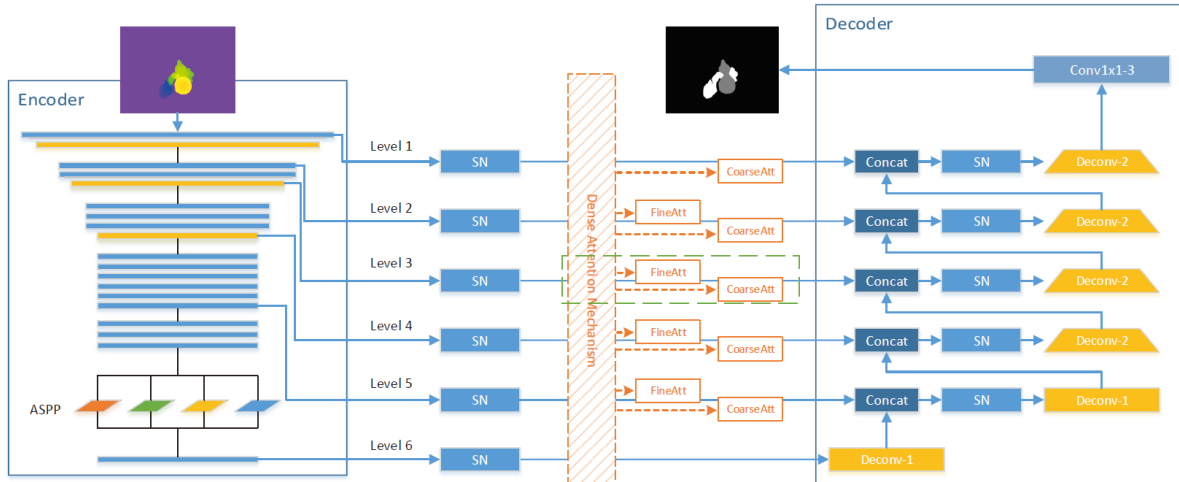 Decoder
Encoder
Conv1x1-3
Level 1
SN
CoarseAtt
Concat
SN
Deconv-2
Level 2
SN
FineAtt
CoarseAtt
Concat
SN
Deconv-2
Level 3
SN
FineAtt
CoarseAtt
Concat
SN
Deconv-2
Level 4
SN
FineAtt
CoarseAtt
Concat
SN
Deconv-2
Level 5
SN
FineAtt
CoarseAtt
Concat
SN
Deconv-1
ASPP
Level 6
SN
Deconv-1
Dense Attention Mechanism